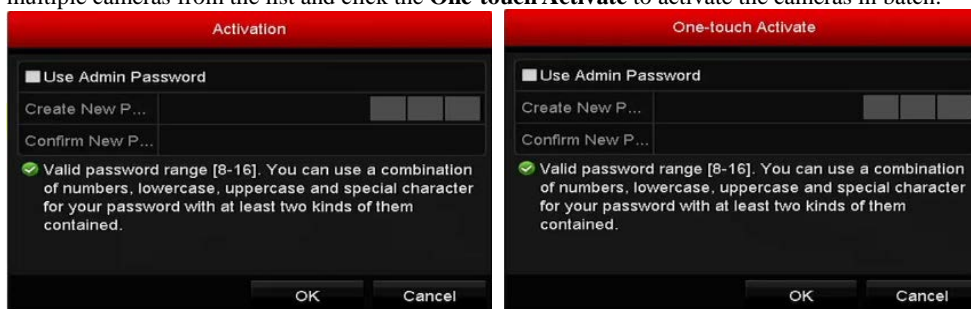 multiple cameras from the list and click the One-touch Activate to activate the cameras in batch.
Activation
Use Admin Password
Create New P...
Confirm New P...
Valid password range [8-16]. You can use a combination
of numbers, lowercase, uppercase and special character
for your password with at least two kinds of them
contained.
OK
Cancel
One-touch Activate
Use Admin Password
Create New P...
Confirm New P...
Valid password range [8-16]. You can use a combination
of numbers, lowercase, uppercase and special character
for your password with at least two kinds of them
contained.
OK
Cancel